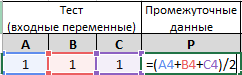 Тест
(входные переменные)
Промежуточные
данные
A B C P
1 1 1 =(A4+B4+C4)/2